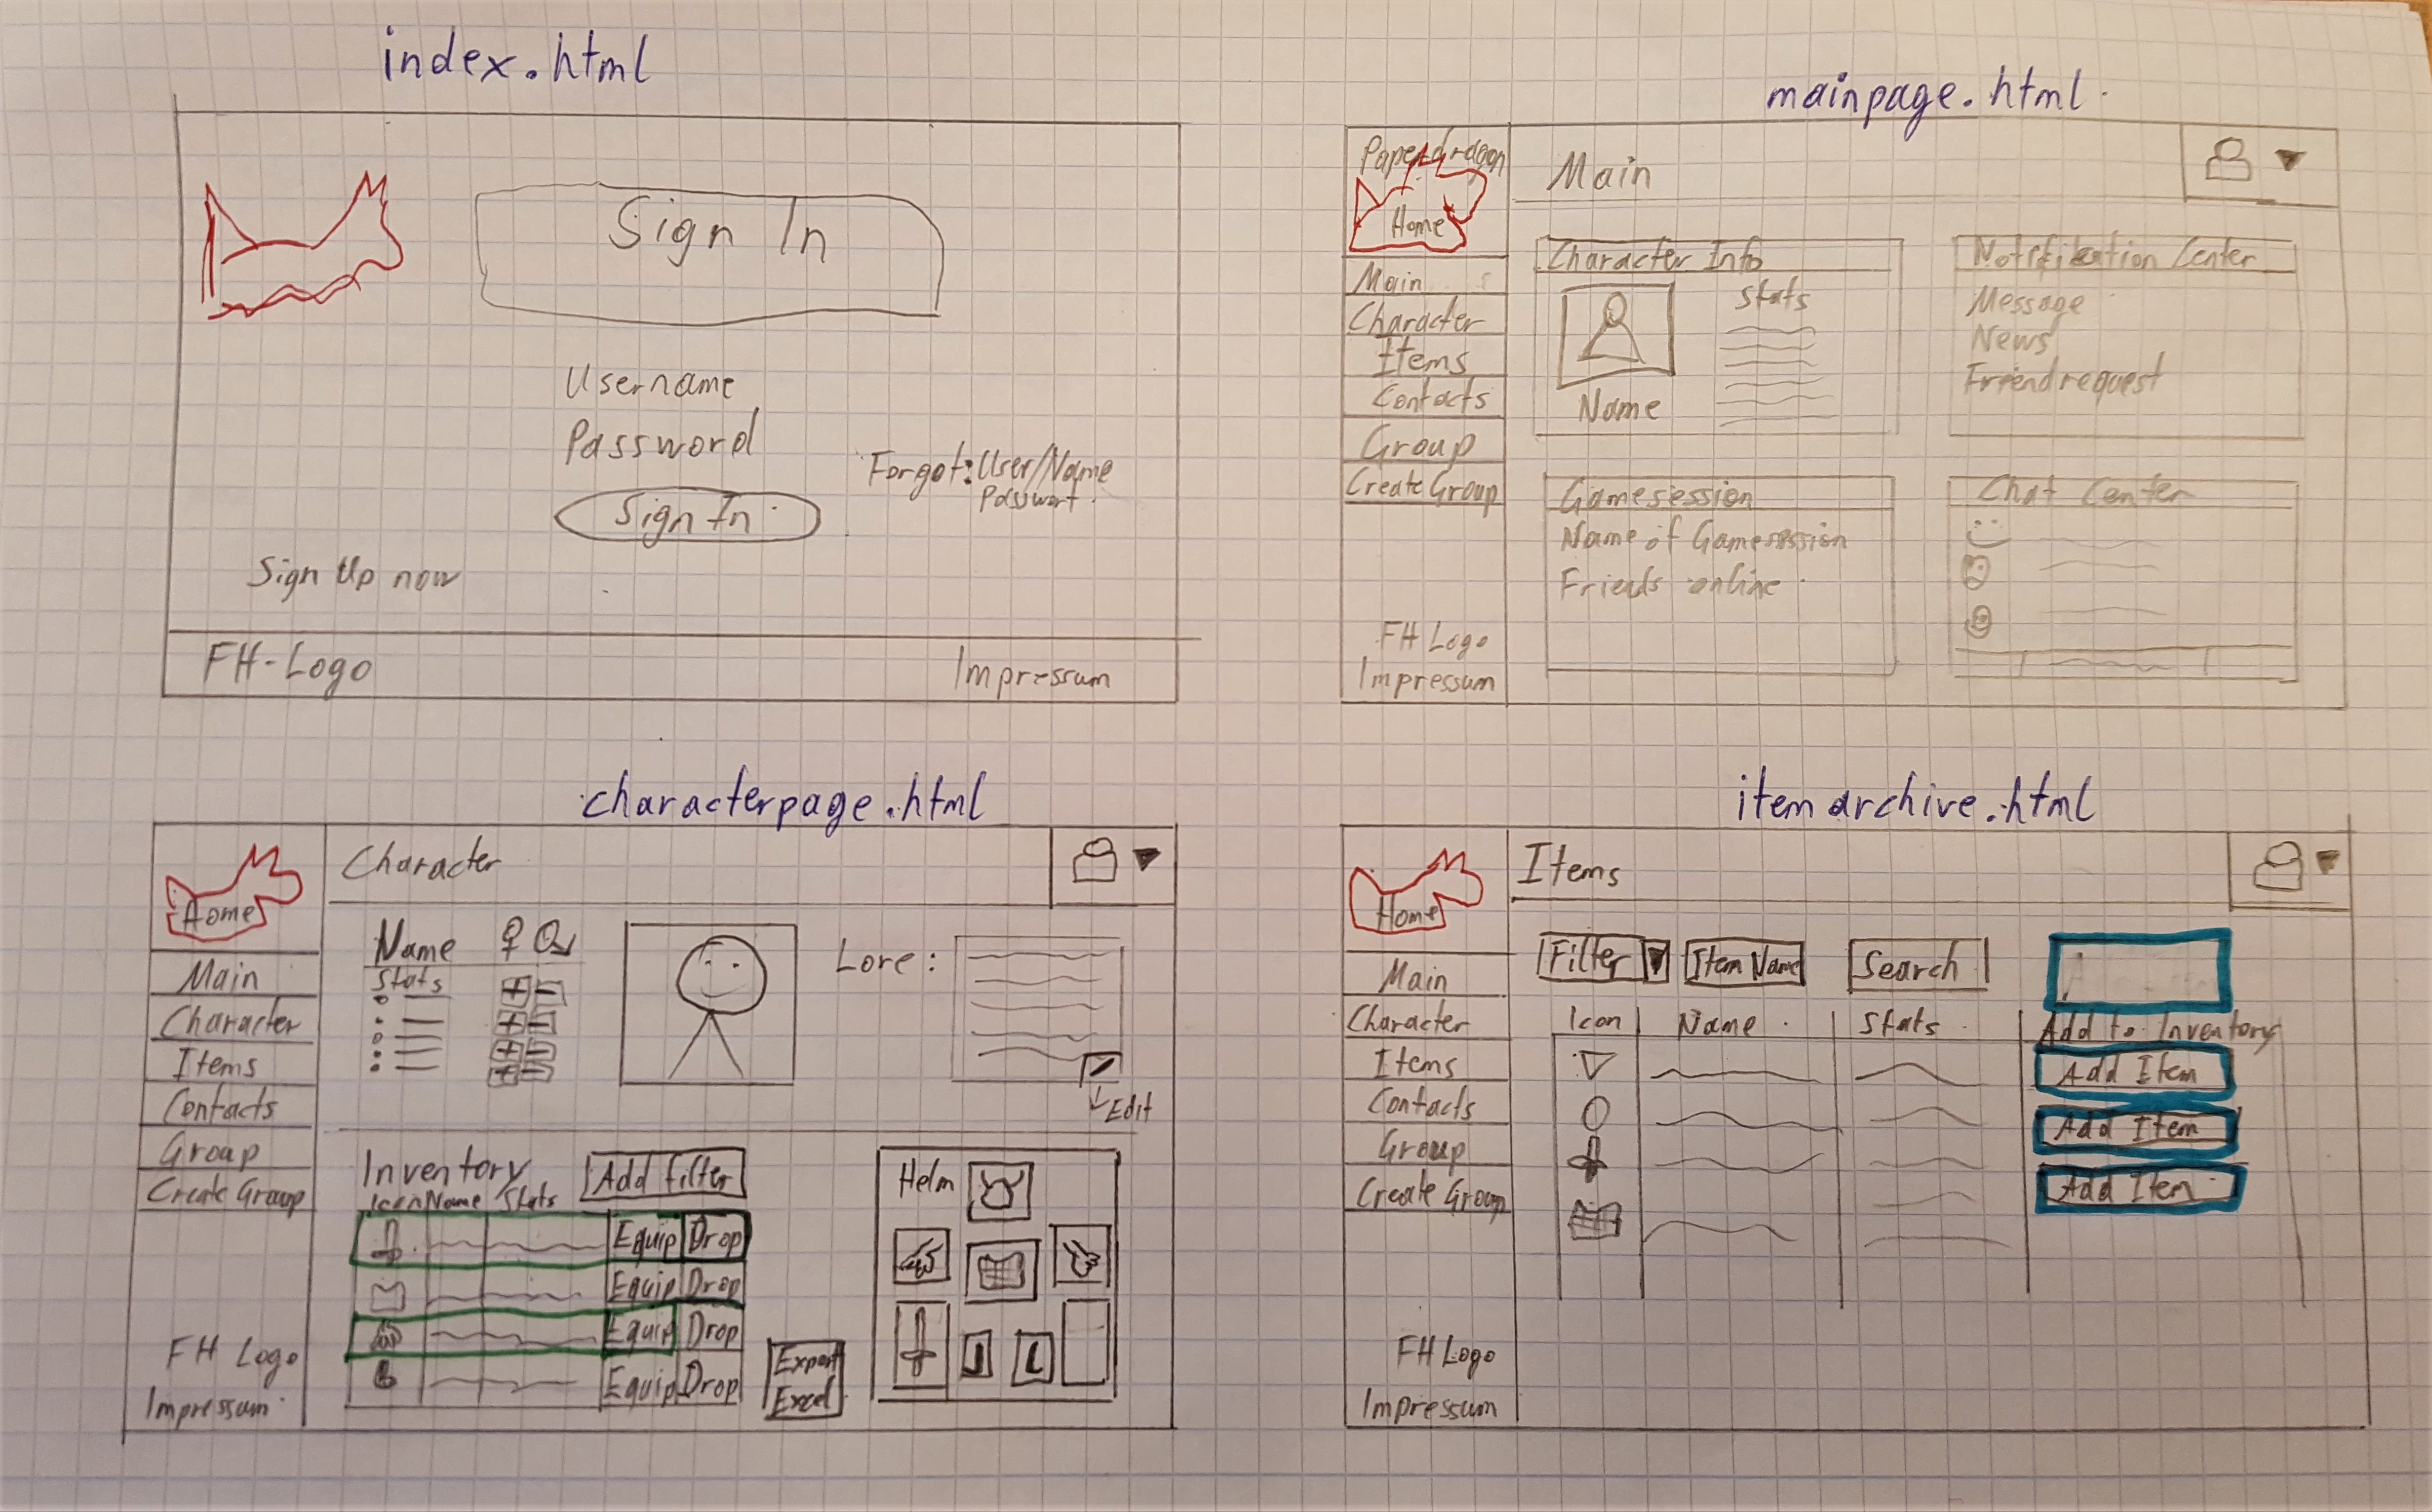 index.html
Sign In
Username
Password
Forgot: User/Name
Passwort
Sign In
Sign Up now
FH-Logo
Impressum
mainpage.html
Paperdragon
Home
Main
Character
Items
Contacts
Group
Create Group
FH Logo
Impressum
Main
Character Info
Stats
Name
Notifikation Center
Message
News
Friendrequest
Gamesession
Name of Gamesession
Friends online
Chat Center
characterpage.html
Home
Main
Character
Items
Contacts
Group
Create Group
FH Logo
Impressum
Character
Name
Stats
Lore:
Edit
Inventory
Add Filter
Icon Name Stats
Equip Drop
Equip Drop
Equip Drop
Equip Drop
Export
Excel
Helm
itemarchive.html
Home
Main
Character
Items
Contacts
Group
Create Group
FH Logo
Impressum
Items
Filter Item Name Search
Icon Name Stats Add to Inventory
Add Item
Add Item
Add Item